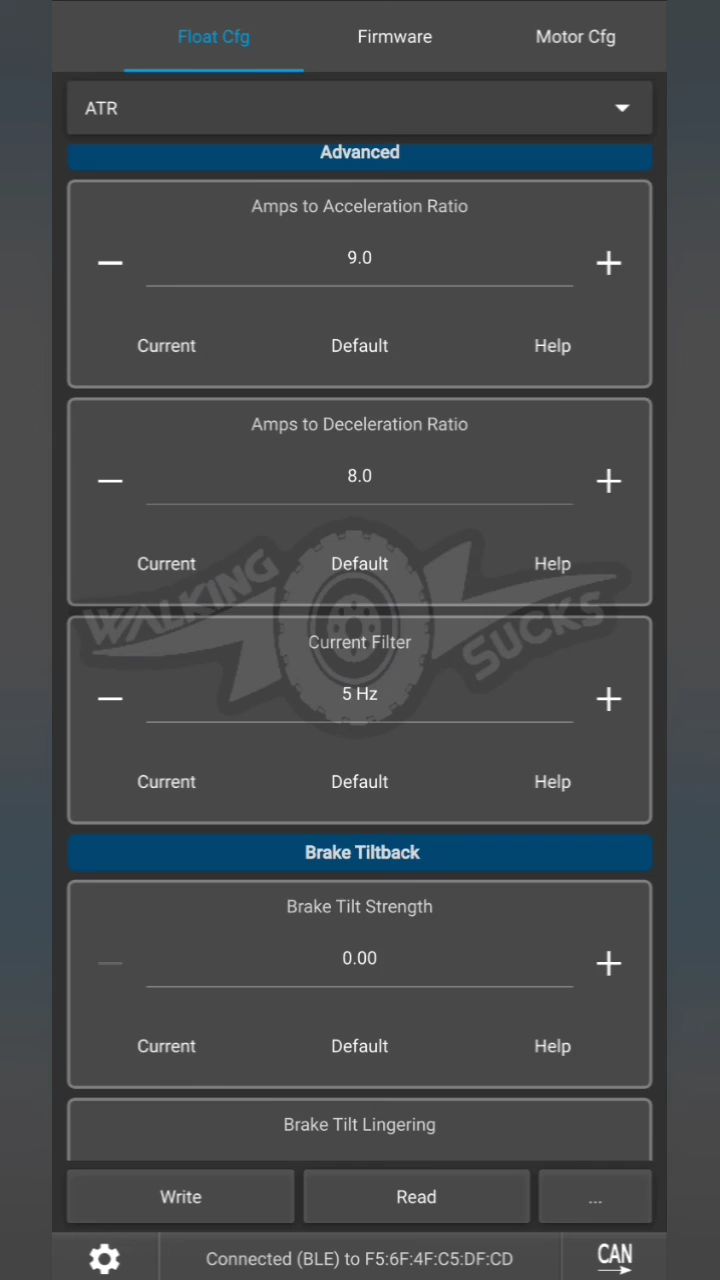 Float Cfg Firmware Motor Cfg
ATR
Advanced
Amps to Acceleration Ratio
9.0
Current Default Help
Amps to Deceleration Ratio
8.0
Current Default Help
WALKING SUCKS
Current Filter
5 Hz
Current Default Help
Brake Tiltback
Brake Tilt Strength
0.00
Current Default Help
Brake Tilt Lingering
Write Read ...
Connected (BLE) to F5:6F:4F:C5:DF:CD CAN